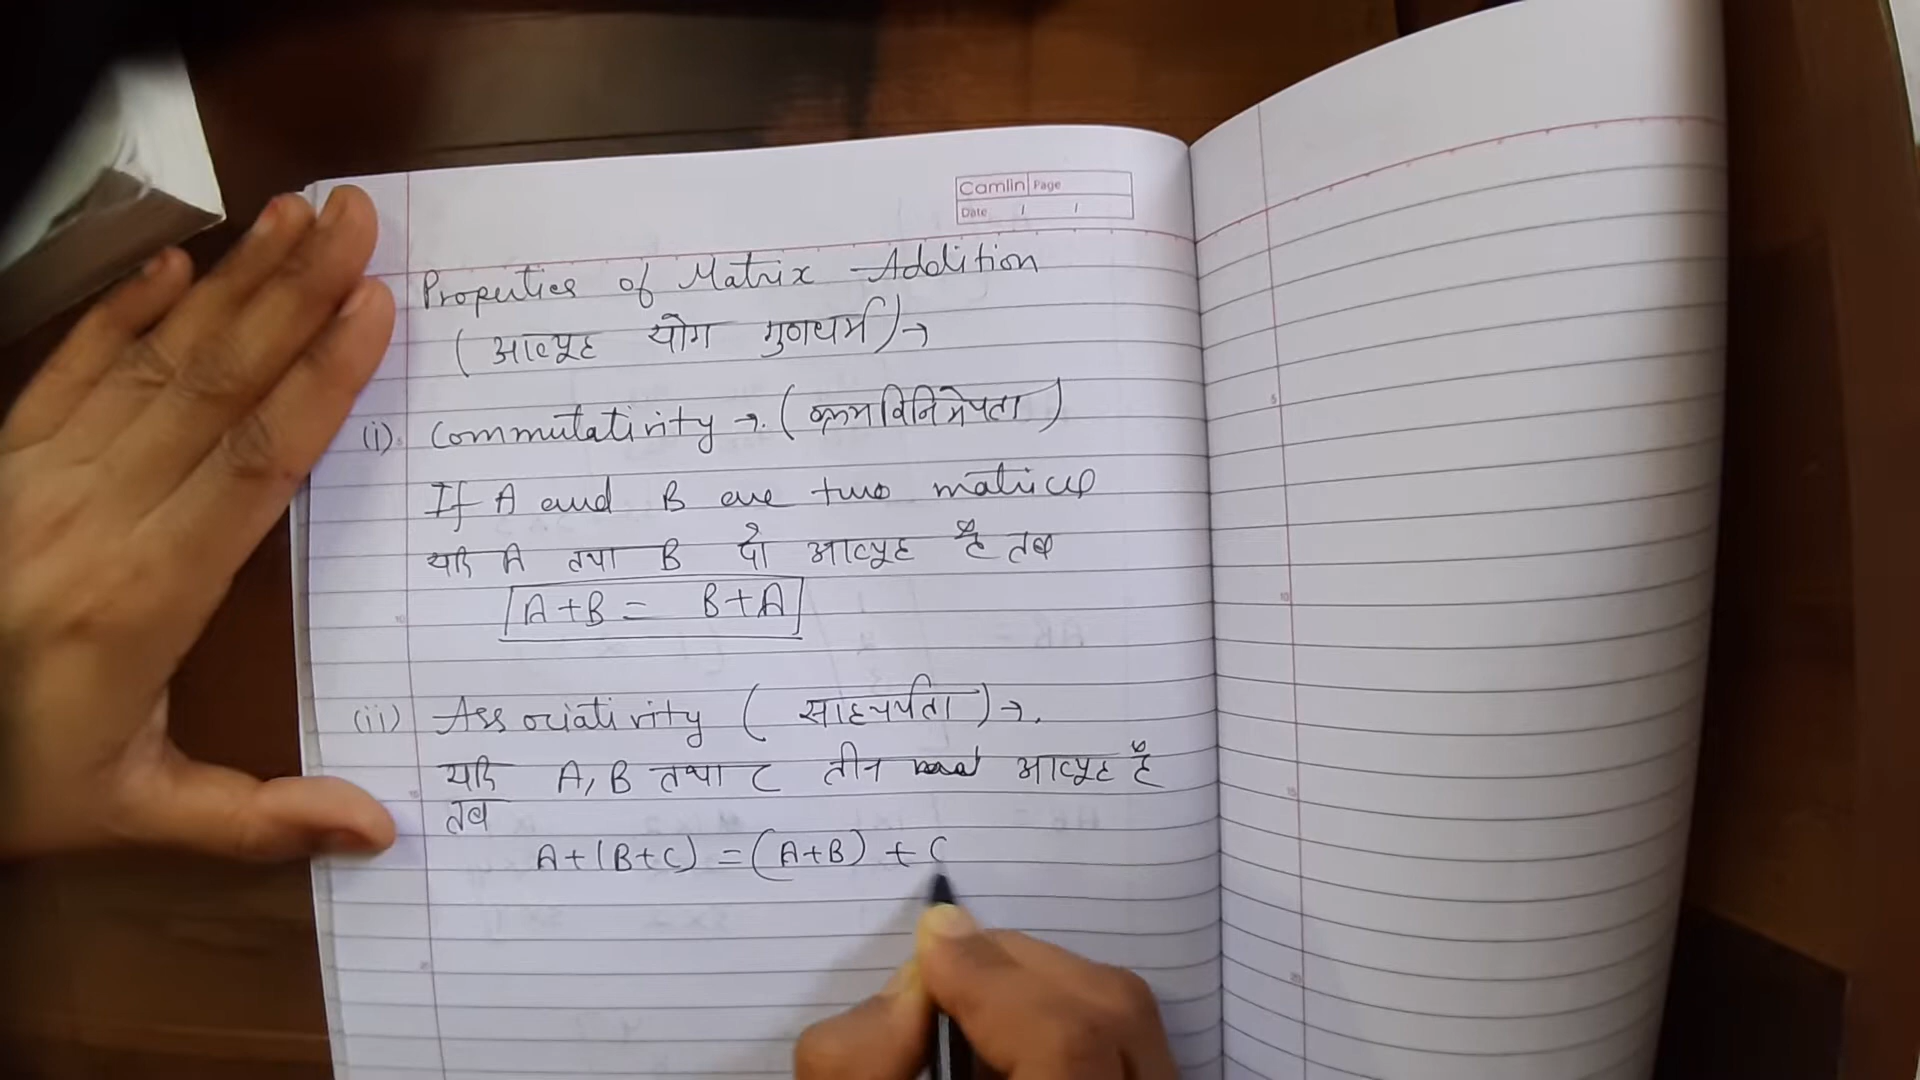 Camlin Page
Date / /
Properties of Matrix Addition
( आव्यूह योग गुणधर्म )→
(i) Commutativity →. ( क्रमविनिमेयता )
If A and B are two matrices
यदि A तथा B दो आव्यूह हैं तब
A+B = B+A
(ii) Associativity ( साहचर्यता ) →.
यदि A, B तथा C तीन आव्यूह हैं
तब
A+(B+C) = (A+B) + C